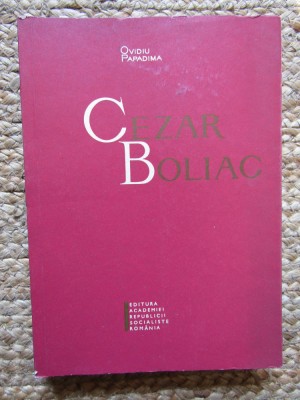 OVIDIU
PAPADIMA
CEZAR
BOLIAC
EDITURA
ACADEMIEI
REPUBLICII
SOCIALISTE
ROMÂNIA